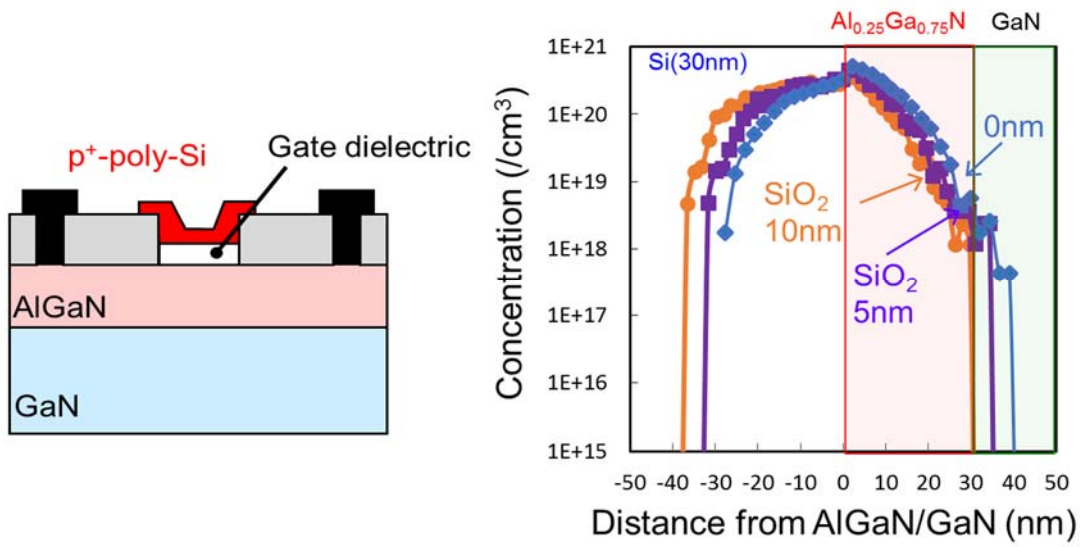 p⁺-poly-Si
Gate dielectric
AlGaN
GaN
Al₀.₂₅Ga₀.₇₅N
GaN
Si(30nm)
0nm
SiO₂
10nm
SiO₂
5nm
Concentration (/cm³)
1E+21
1E+20
1E+19
1E+18
1E+17
1E+16
1E+15
-50 -40 -30 -20 -10 0 10 20 30 40 50
Distance from AlGaN/GaN (nm)